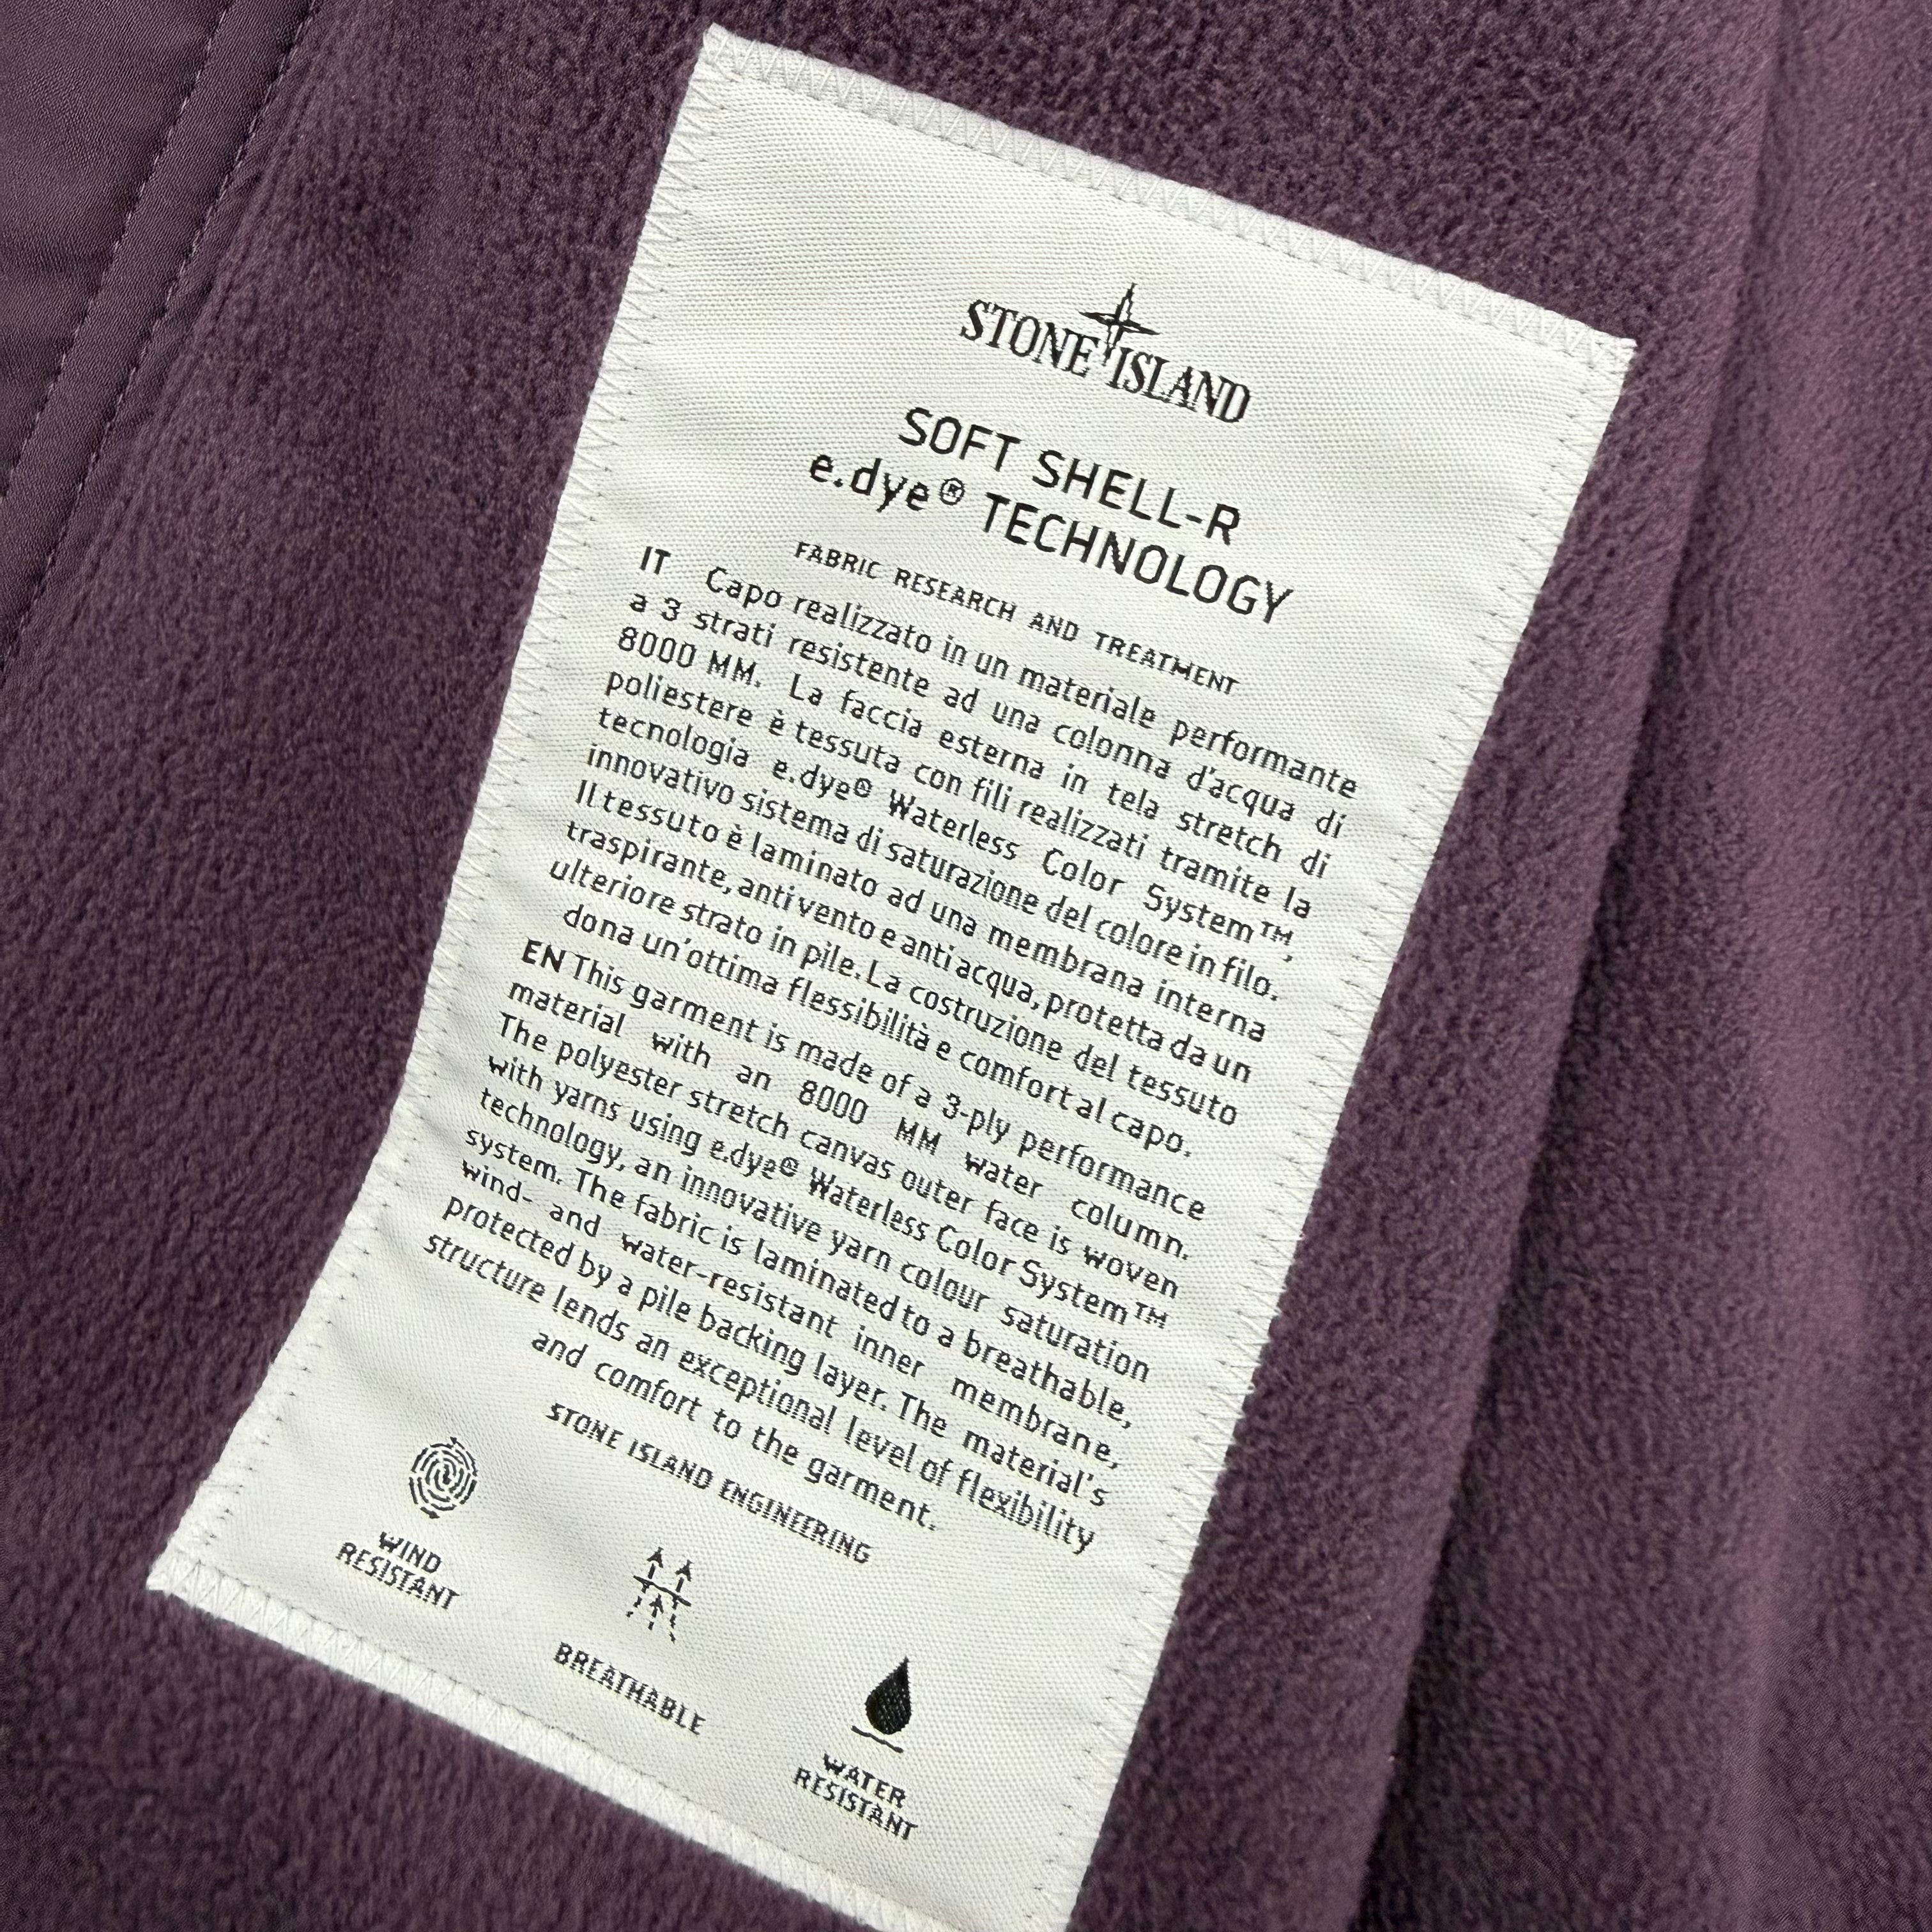 STONE ISLAND
SOFT SHELL-R
e.dye® TECHNOLOGY
FABRIC RESEARCH AND TREATMENT
IT Capo realizzato in un materiale performante
a 3 strati resistente ad una colonna d'acqua di
8000 MM. La faccia esterna in tela stretch di
poliestere è tessuta con fili realizzati tramite la
tecnologia e.dye® Waterless Color System™,
innovativo sistema di saturazione del colore in filo.
Il tessuto è laminato ad una membrana interna
traspirante, antivento e antiacqua, protetta da un
ulteriore strato in pile. La costruzione del tessuto
dona un'ottima flessibilità e comfort al capo.
EN This garment is made of a 3-ply performance
material with an 8000 MM water column.
The polyester stretch canvas outer face is woven
with yarns using e.dye® Waterless Color System™
technology, an innovative yarn colour saturation
system. The fabric is laminated to a breathable,
wind- and water-resistant inner membrane,
protected by a pile backing layer. The material's
structure lends an exceptional level of flexibility
and comfort to the garment.
STONE ISLAND ENGINEERING
WIND
RESISTANT
BREATHABLE
WATER
RESISTANT